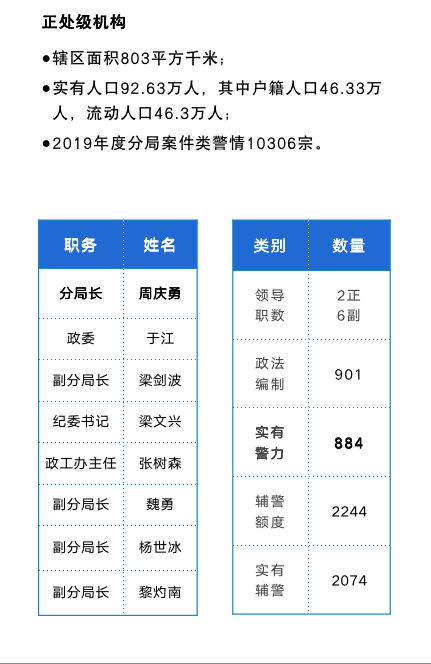 正处级机构
●辖区面积803平方千米；
●实有人口92.63万人，其中户籍人口46.33万
人，流动人口46.3万人；
●2019年度分局案件类警情10306宗。
职务 姓名
分局长 周庆勇
政委 于江
副分局长 梁剑波
纪委书记 梁文兴
政工办主任 张树森
副分局长 魏勇
副分局长 杨世冰
副分局长 黎灼南
类别 数量
领导 2正
职数 6副
政法
编制 901
实有
警力 884
辅警
额度 2244
实有
辅警 2074